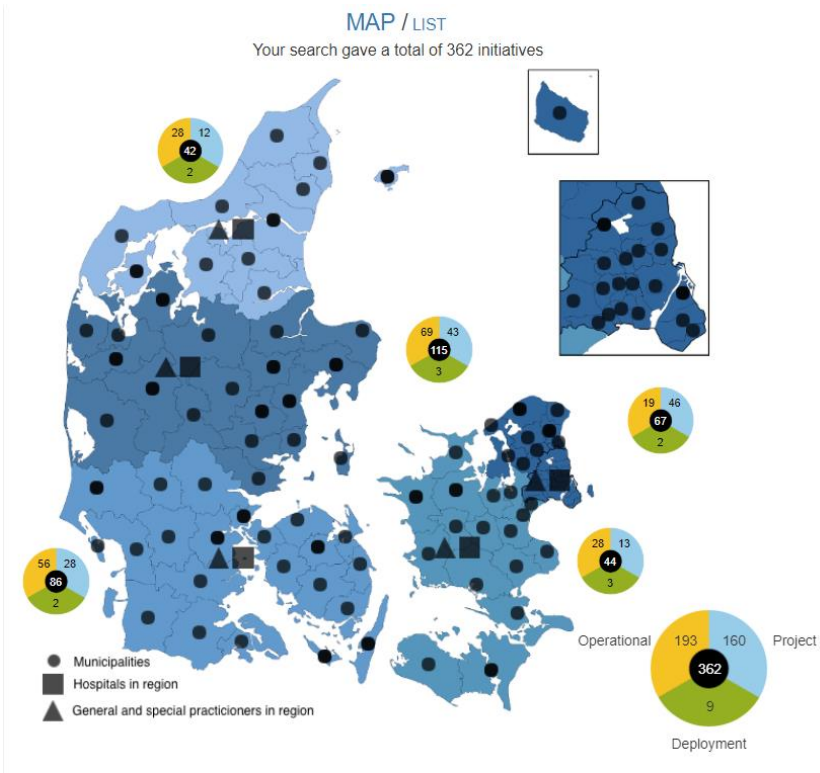 MAP / LIST
Your search gave a total of 362 initiatives
28 12
42
2
69 43
115
3
19 46
67
2
56 28
86
2
28 13
44
3
Operational 193 160 Project
362
9
Deployment
Municipalities
Hospitals in region
General and special practicioners in region